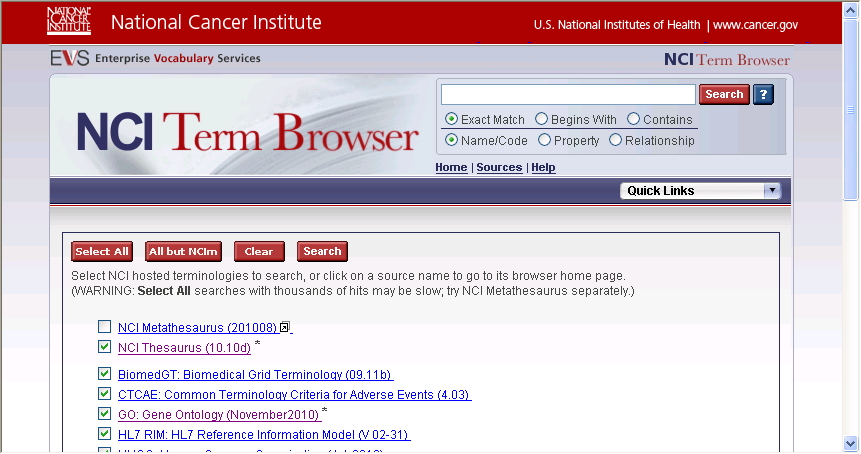 NATIONAL CANCER INSTITUTE National Cancer Institute U.S. National Institutes of Health | www.cancer.gov
EVS Enterprise Vocabulary Services NCI Term Browser
NCI Term Browser
Search ?
Exact Match Begins With Contains
Name/Code Property Relationship
Home | Sources | Help
Quick Links
Select All All but NCIm Clear Search
Select NCI hosted terminologies to search, or click on a source name to go to its browser home page.
(WARNING: Select All searches with thousands of hits may be slow; try NCI Metathesaurus separately.)
NCI Metathesaurus (201008)
NCI Thesaurus (10.10d) *
BiomedGT: Biomedical Grid Terminology (09.11b)
CTCAE: Common Terminology Criteria for Adverse Events (4.03)
GO: Gene Ontology (November2010) *
HL7 RIM: HL7 Reference Information Model (V 02-31)